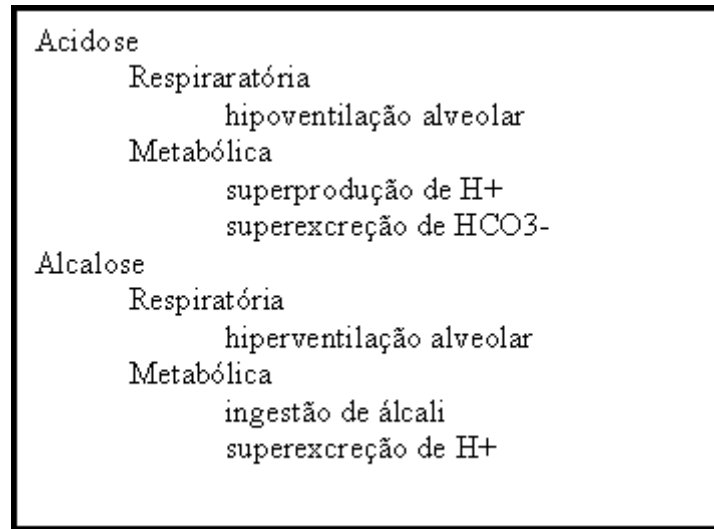 Acidose
Respiraratória
hipoventilação alveolar
Metabólica
superprodução de H+
superexcreção de HCO3-
Alcalose
Respiratória
hiperventilação alveolar
Metabólica
ingestão de álcali
superexcreção de H+